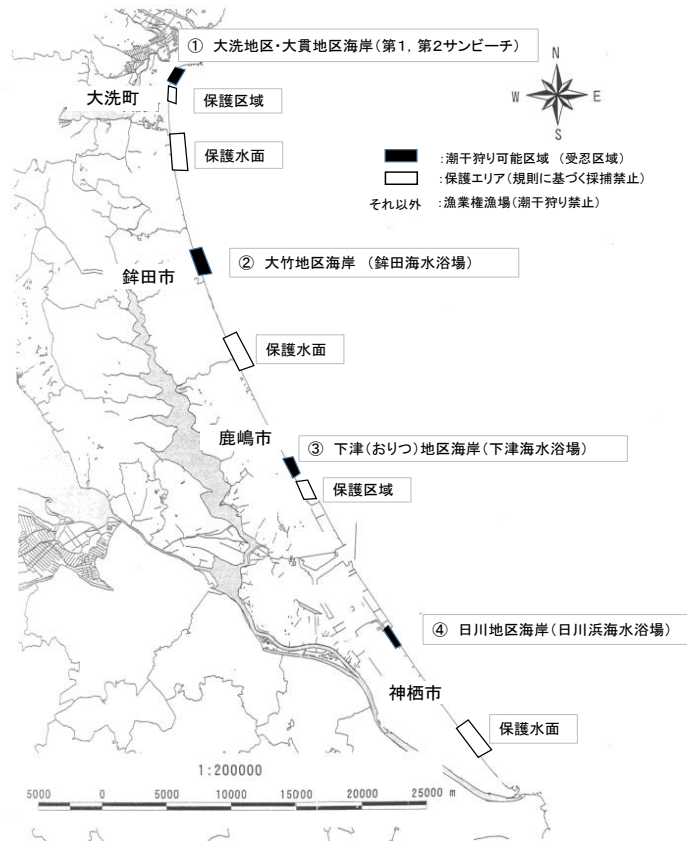 ① 大洗地区・大貫地区海岸(第1, 第2サンビーチ)
N
W
E
S
大洗町
保護区域
保護水面
:潮干狩り可能区域 (受忍区域)
:保護エリア(規則に基づく採捕禁止)
それ以外 :漁業権漁場(潮干狩り禁止)
② 大竹地区海岸 (鉾田海水浴場)
鉾田市
保護水面
鹿嶋市
③ 下津(おりつ)地区海岸(下津海水浴場)
保護区域
④ 日川地区海岸(日川浜海水浴場)
神栖市
保護水面
1:200000
5000 0 5000 10000 15000 20000 25000 m